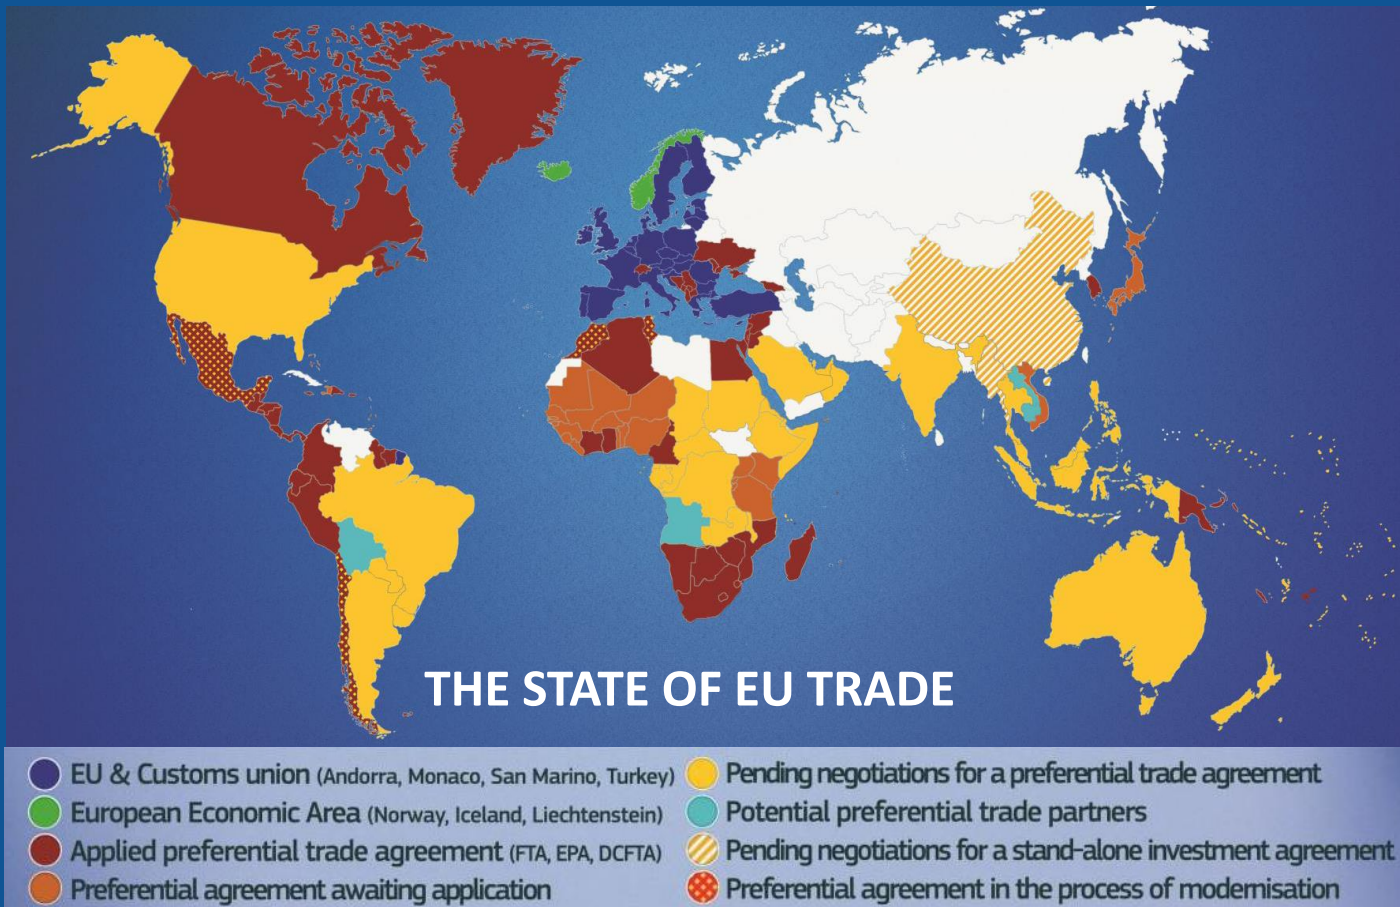 THE STATE OF EU TRADE
EU & Customs union (Andorra, Monaco, San Marino, Turkey)
European Economic Area (Norway, Iceland, Liechtenstein)
Applied preferential trade agreement (FTA, EPA, DCFTA)
Preferential agreement awaiting application
Pending negotiations for a preferential trade agreement
Potential preferential trade partners
Pending negotiations for a stand-alone investment agreement
Preferential agreement in the process of modernisation